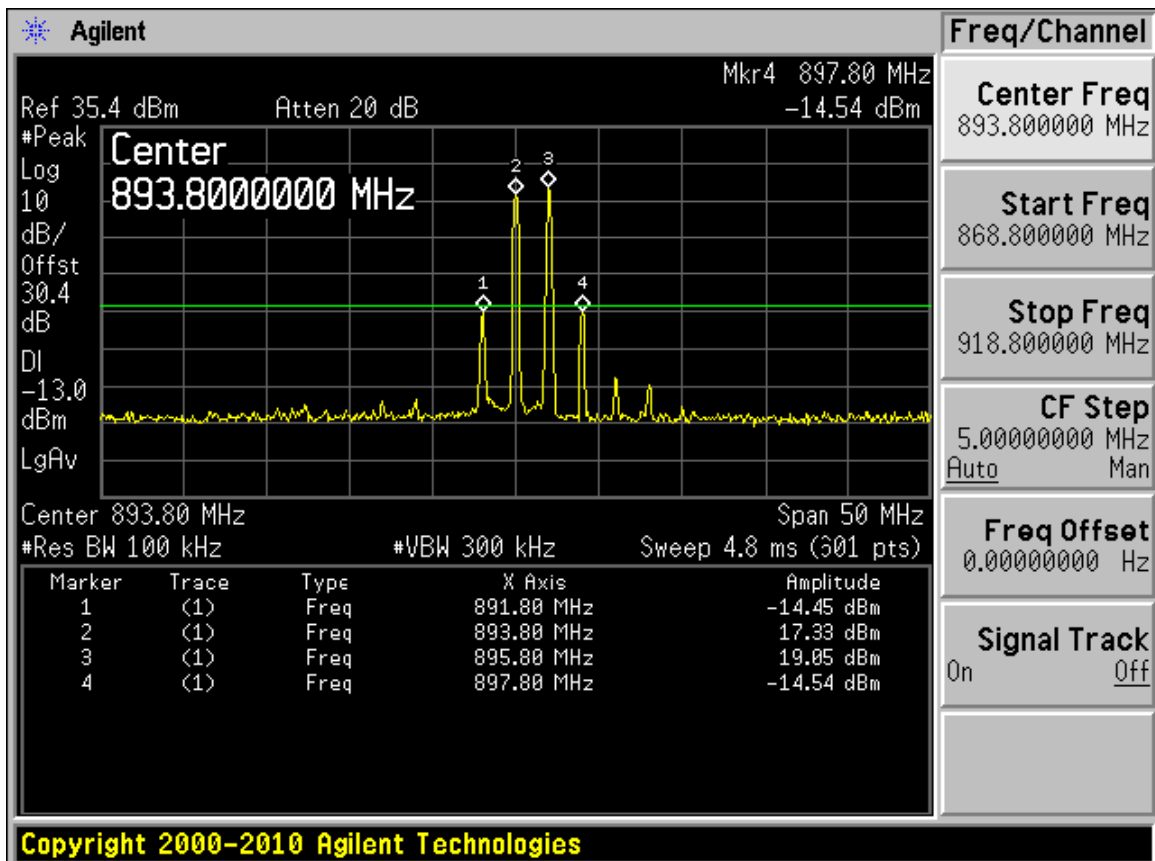 Agilent
Freq/Channel
Mkr4 897.80 MHz
Ref 35.4 dBm Atten 20 dB -14.54 dBm
#Peak
Log
10
dB/
Offst
30.4
dB
DI
-13.0
dBm
LgAv
Center
893.8000000 MHz
1
2
3
4
Center 893.80 MHz Span 50 MHz
#Res BW 100 kHz #VBW 300 kHz Sweep 4.8 ms (601 pts)
Marker Trace Type X Axis Amplitude
1 (1) Freq 891.80 MHz -14.45 dBm
2 (1) Freq 893.80 MHz 17.33 dBm
3 (1) Freq 895.80 MHz 19.05 dBm
4 (1) Freq 897.80 MHz -14.54 dBm
Center Freq
893.800000 MHz
Start Freq
868.800000 MHz
Stop Freq
918.800000 MHz
CF Step
5.00000000 MHz
Auto Man
Freq Offset
0.00000000 Hz
Signal Track
On Off
Copyright 2000-2010 Agilent Technologies